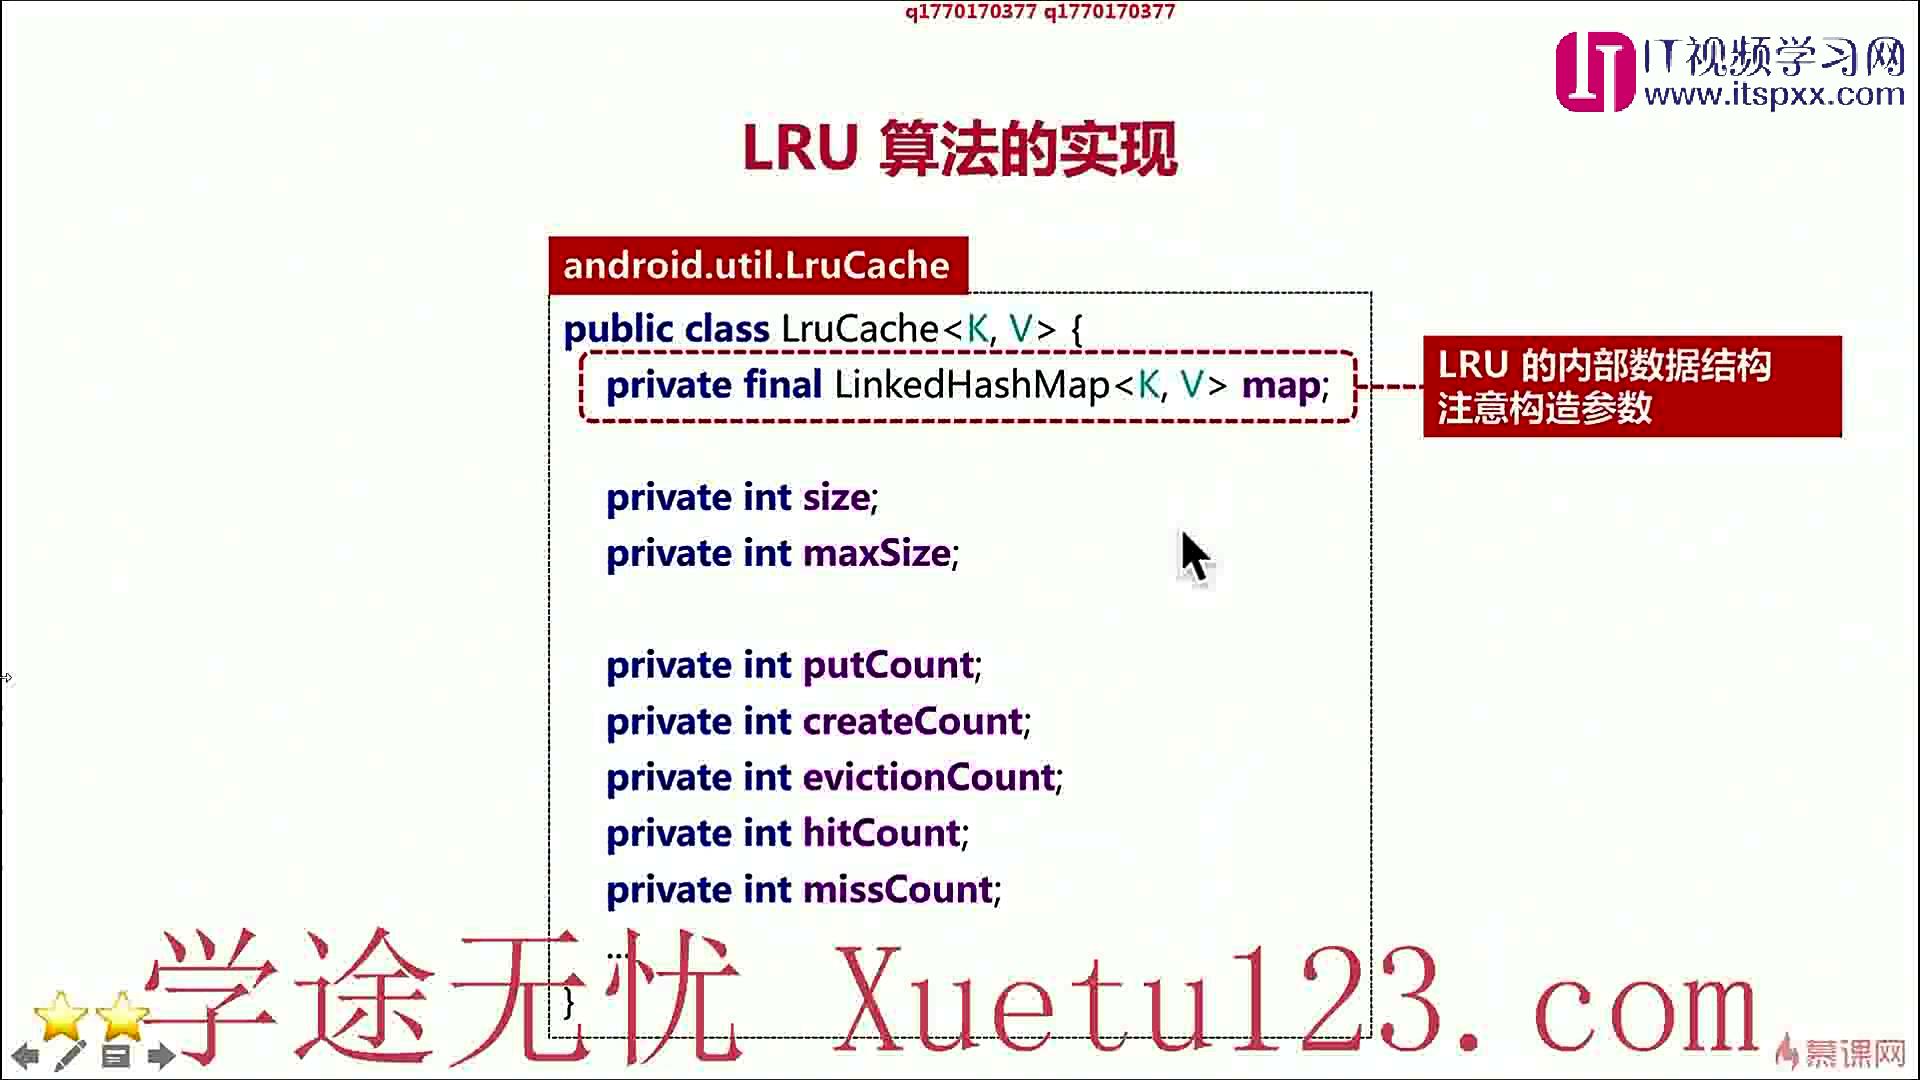 q1770170377 q1770170377
IT视频学习网
www.itspxx.com
LRU 算法的实现
android.util.LruCache
public class LruCache<K, V> {
private final LinkedHashMap<K, V> map;
LRU 的内部数据结构
注意构造参数
private int size;
private int maxSize;
private int putCount;
private int createCount;
private int evictionCount;
private int hitCount;
private int missCount;
...
}
学途无忧 Xuetu123.com
慕课网